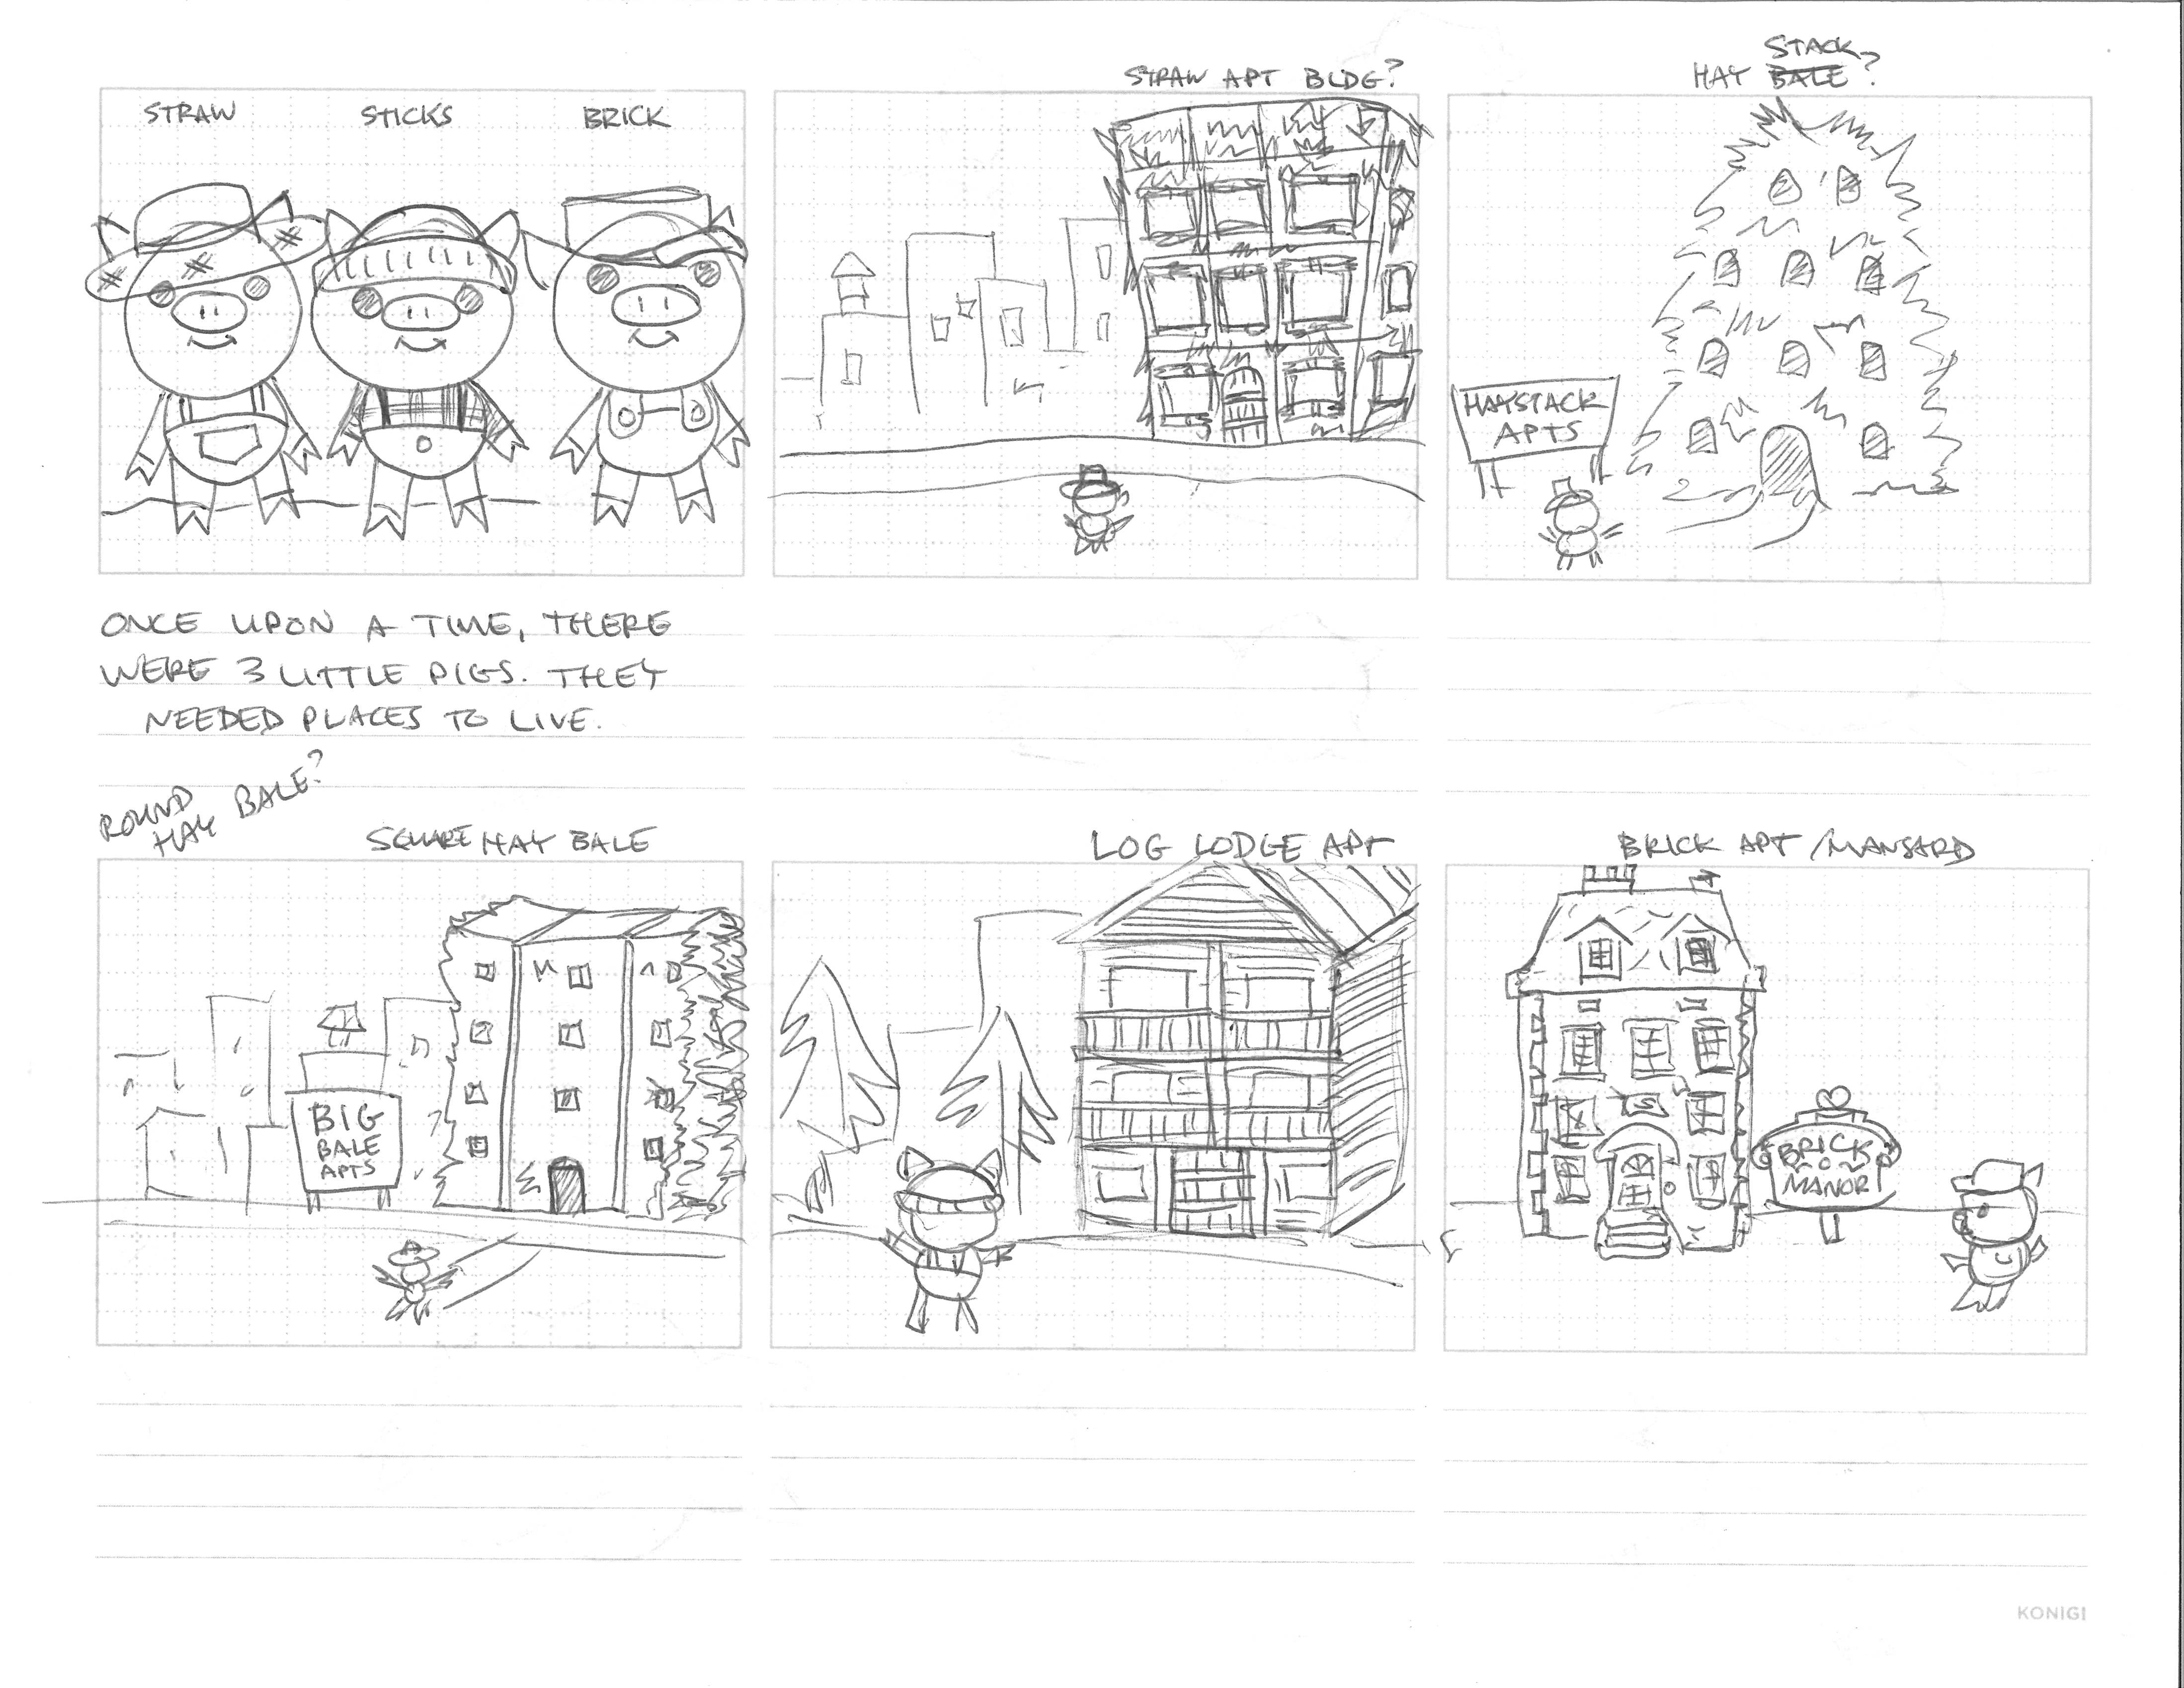 STRAW STICKS BRICK
STRAW APT BLDG?
STACK
HAY BALE?
HAYSTACK
APTS
ONCE UPON A TIME, THERE
WERE 3 LITTLE PIGS. THEY
NEEDED PLACES TO LIVE.
ROUND
HAY BALE?
SQUARE HAY BALE
BIG
BALE
APTS
LOG LODGE APT
BRICK APT/MANSARD
BRICK
MANOR
KONIGI